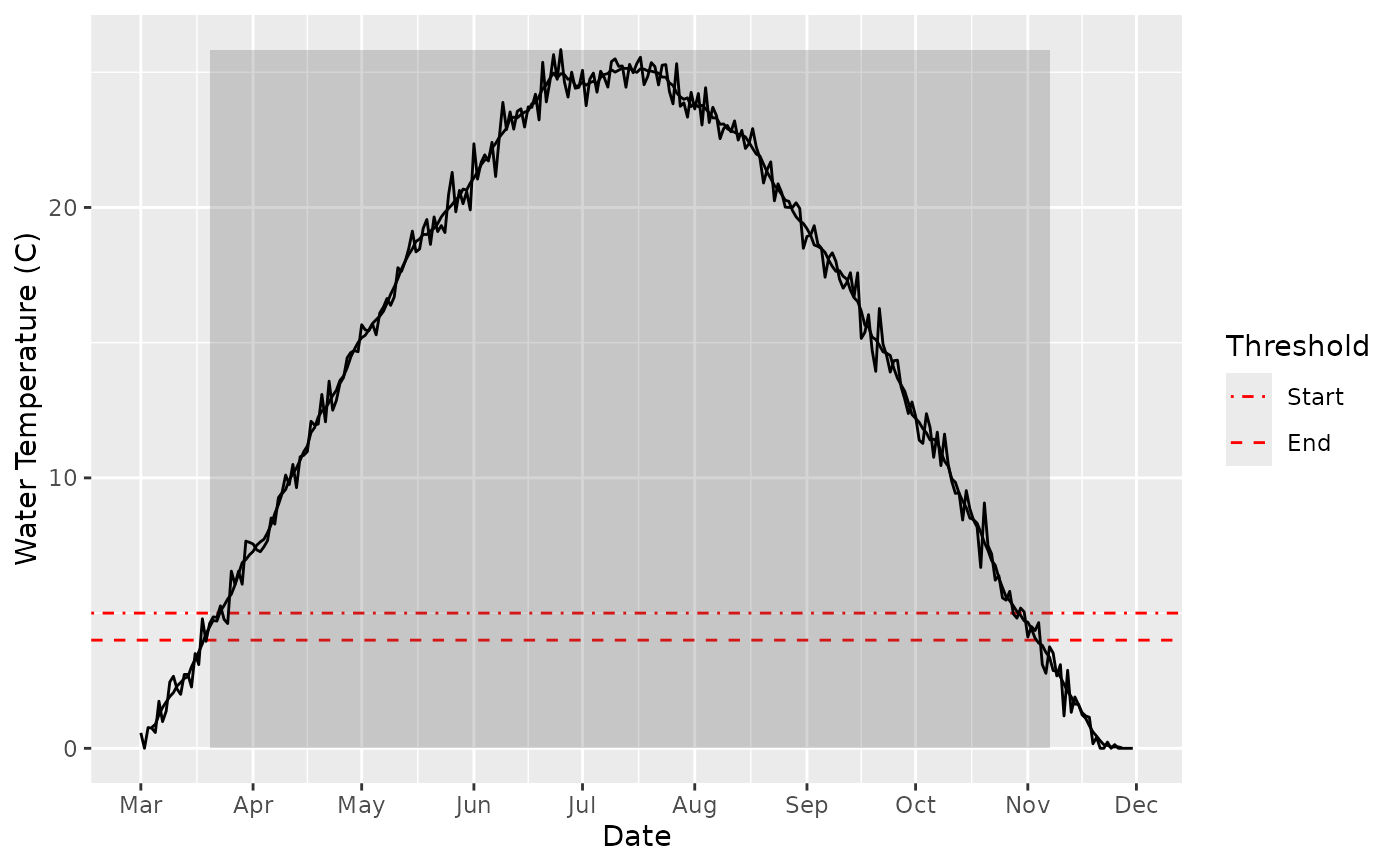 Water Temperature (C)
20
10
0
Mar Apr May Jun Jul Aug Sep Oct Nov Dec
Date
Threshold
Start
End